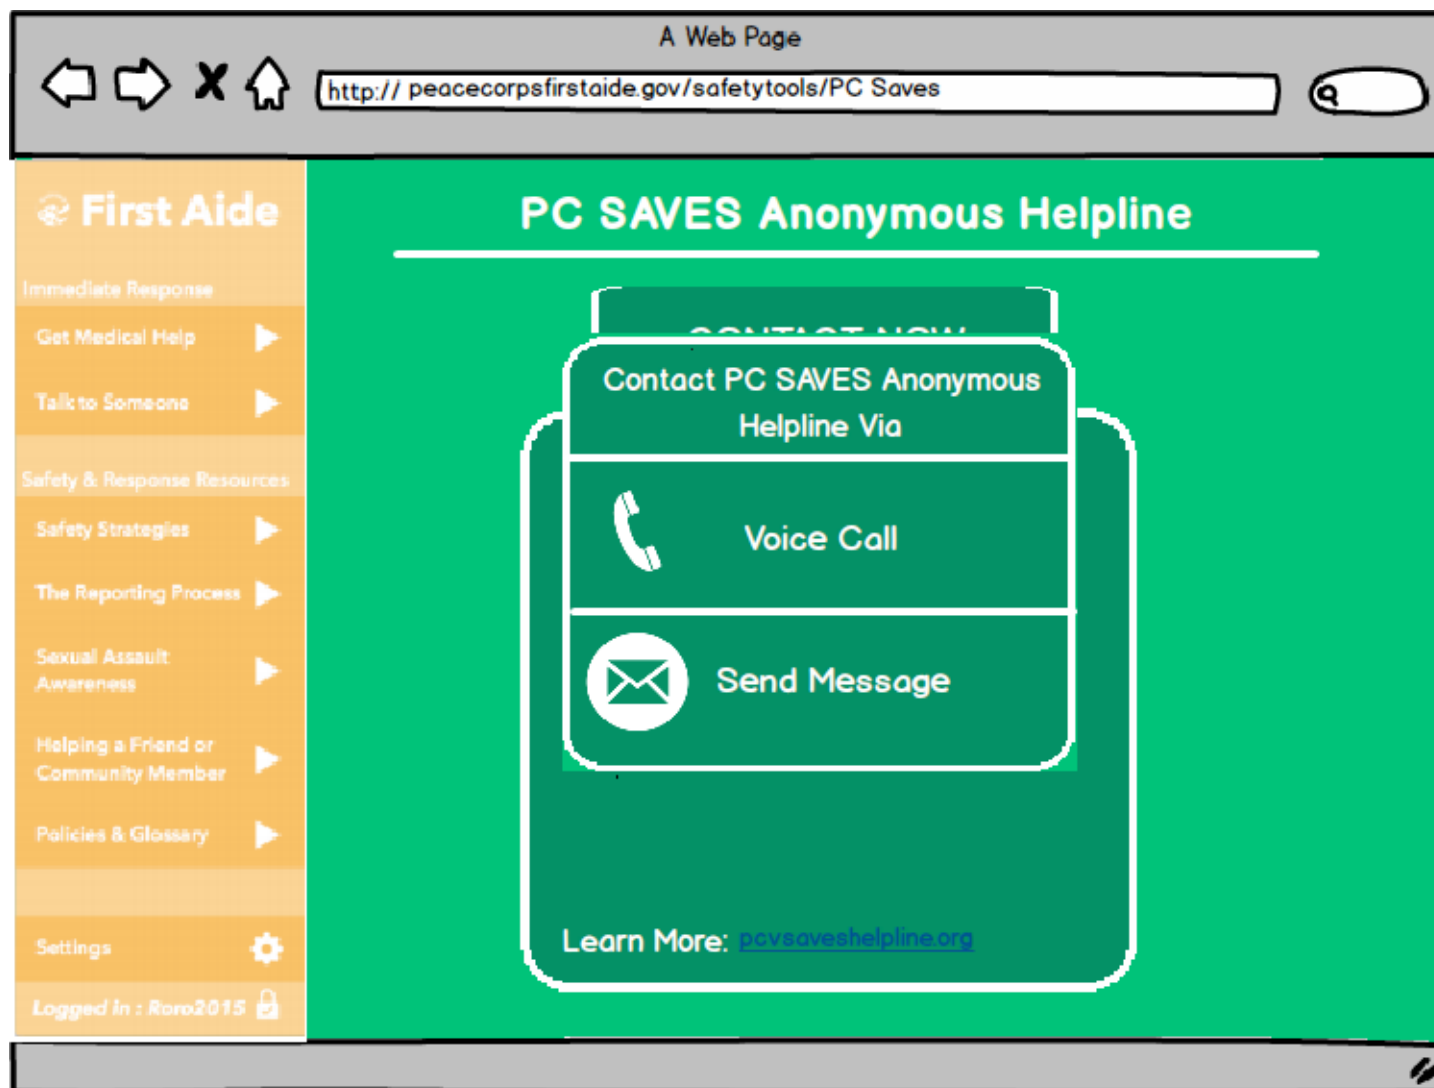 A Web Page
http:// peacecorpsfirstaide.gov/safetytools/PC Saves
First Aide
Immediate Response
Get Medical Help
Talk to Someone
Safety & Response Resources
Safety Strategies
The Reporting Process
Sexual Assault
Awareness
Helping a Friend or
Community Member
Policies & Glossary
Settings
Logged in : Roro2015
PC SAVES Anonymous Helpline
CONTACT NOW
Contact PC SAVES Anonymous
Helpline Via
Voice Call
Send Message
Learn More: pcvsaveshelpline.org